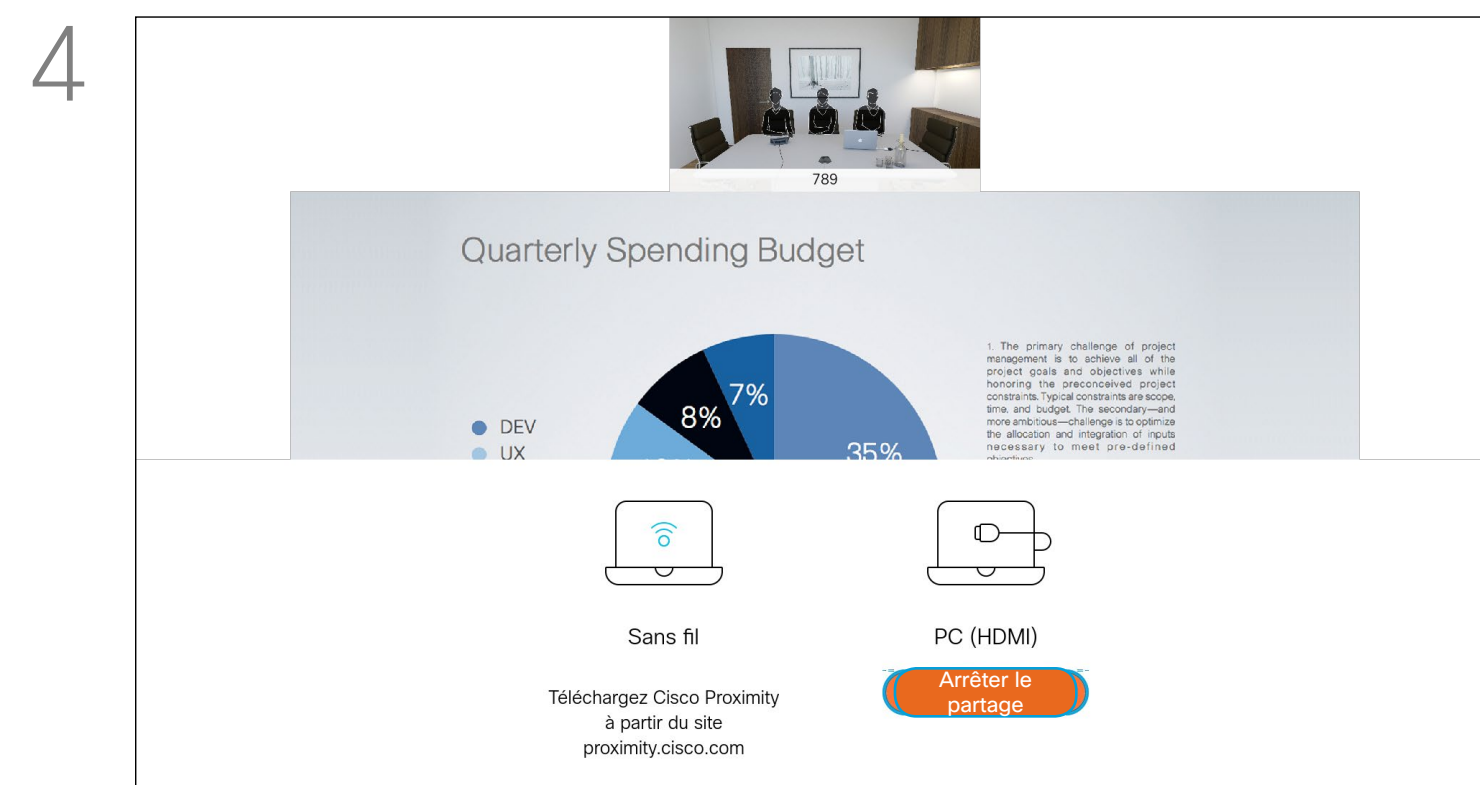 4
789
Quarterly Spending Budget
7%
8%
35%
DEV
UX
1. The primary challenge of project
management is to achieve all of the
project goals and objectives while
honoring the preconceived project
constraints. Typical constraints are scope,
time, and budget. The secondary—and
more ambitious—challenge is to optimize
the allocation and integration of inputs
necessary to meet pre-defined
objectives.
Sans fil
PC (HDMI)
Téléchargez Cisco Proximity
à partir du site
proximity.cisco.com
Arrêter le
partage